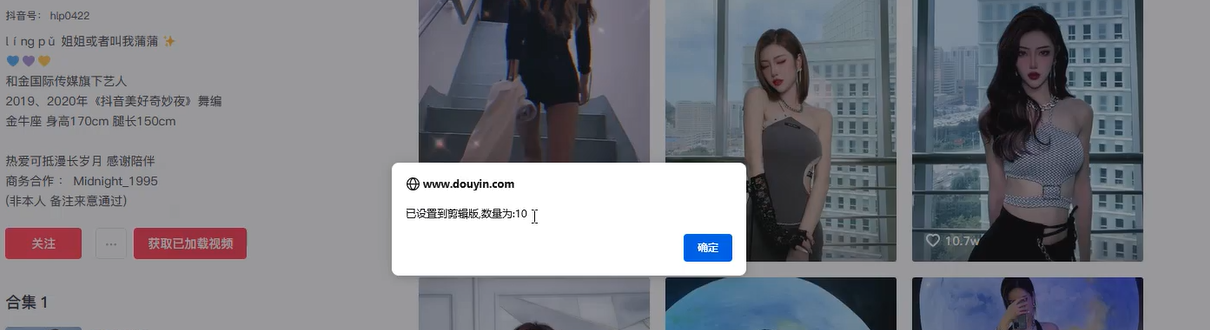 抖音号： hlp0422
líng pǔ 姐姐或者叫我蒲蒲 ✨
💙💜💛
和金国际传媒旗下艺人
2019、2020年《抖音美好奇妙夜》舞编
金牛座 身高170cm 腿长150cm
热爱可抵漫长岁月 感谢陪伴
商务合作： Midnight_1995
(非本人 备注来意通过)
关注
...
获取已加载视频
合集 1
www.douyin.com
已设置到剪辑版,数量为:10
确定
10.7w